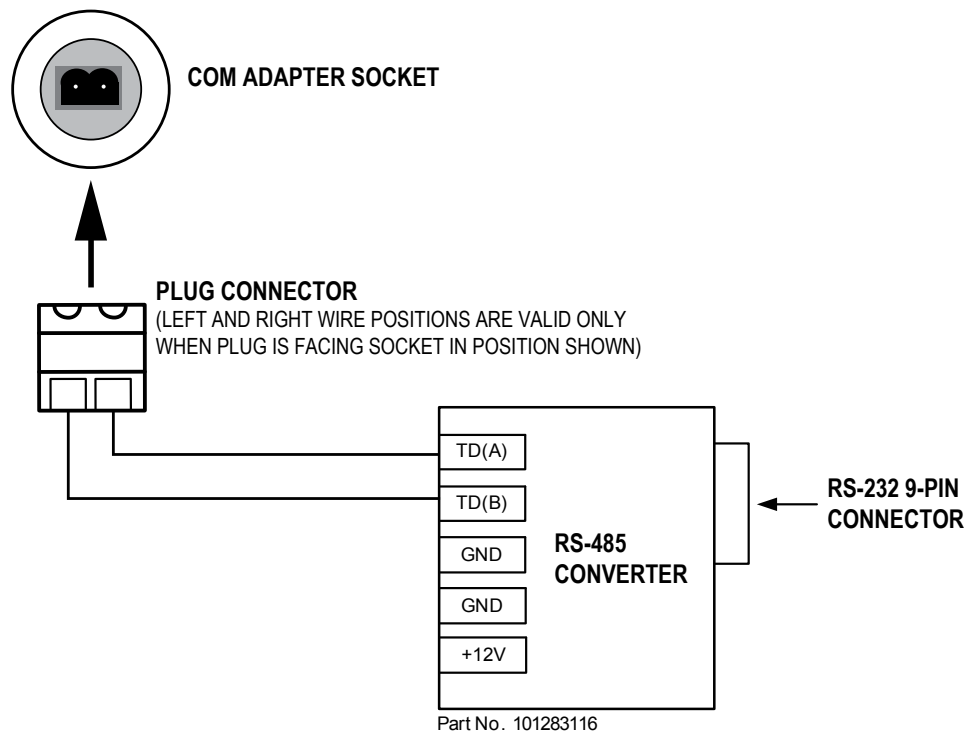 COM ADAPTER SOCKET
PLUG CONNECTOR
(LEFT AND RIGHT WIRE POSITIONS ARE VALID ONLY
WHEN PLUG IS FACING SOCKET IN POSITION SHOWN)
TD(A)
TD(B)
GND
GND
+12V
RS-485
CONVERTER
RS-232 9-PIN
CONNECTOR
Part No. 101283116